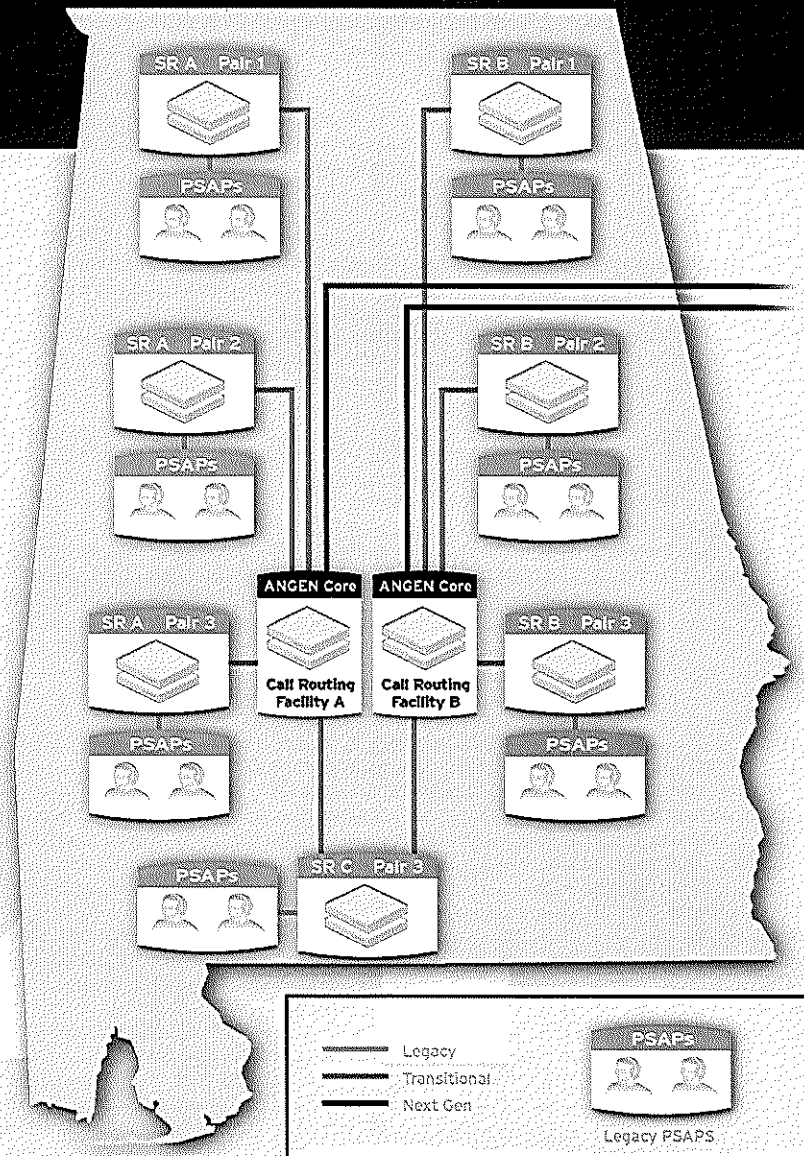 SR A Pair 1
SR B Pair 1
PSAPs
PSAPs
SR A Pair 2
SR B Pair 2
PSAPs
PSAPs
ANGEN Core
ANGEN Core
SR A Pair 3
SR B Pair 3
Call Routing
Facility A
Call Routing
Facility B
PSAPs
PSAPs
PSAPs
SR C Pair 3
Legacy
Transitional
Next Gen
PSAPs
Legacy PSAPS